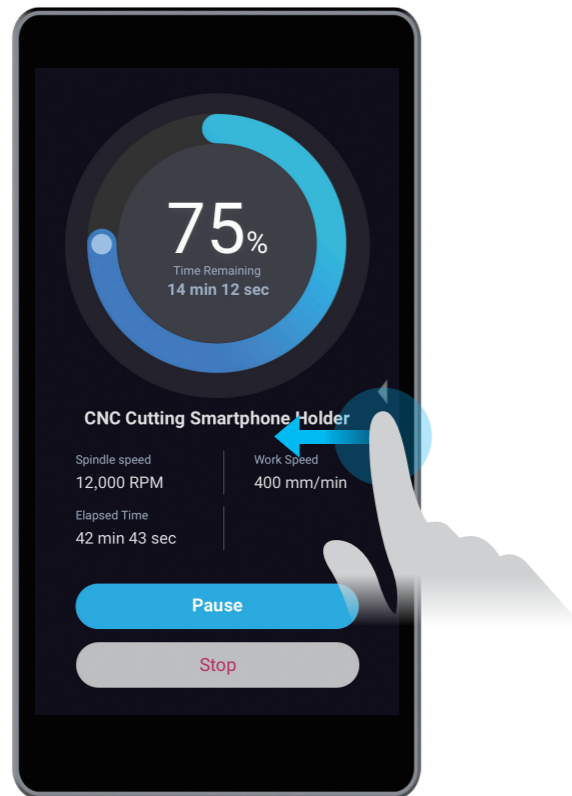 75%
Time Remaining
14 min 12 sec
CNC Cutting Smartphone Holder
Spindle speed
Work Speed
12,000 RPM
400 mm/min
Elapsed Time
42 min 43 sec
Pause
Stop